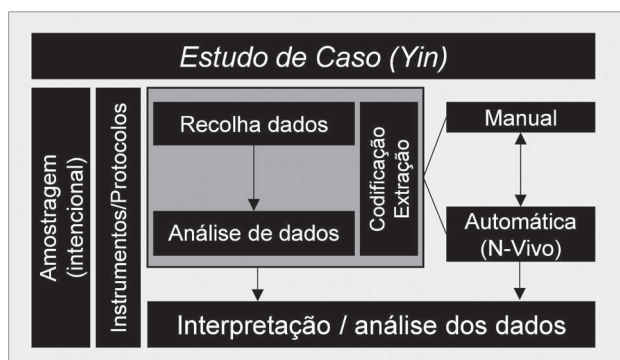 Estudo de Caso (Yin)
Amostragem
(intencional)
Instrumentos/Protocolos
Recolha dados
Análise de dados
Codificação
Extração
Manual
Automática
(N-Vivo)
Interpretação / análise dos dados